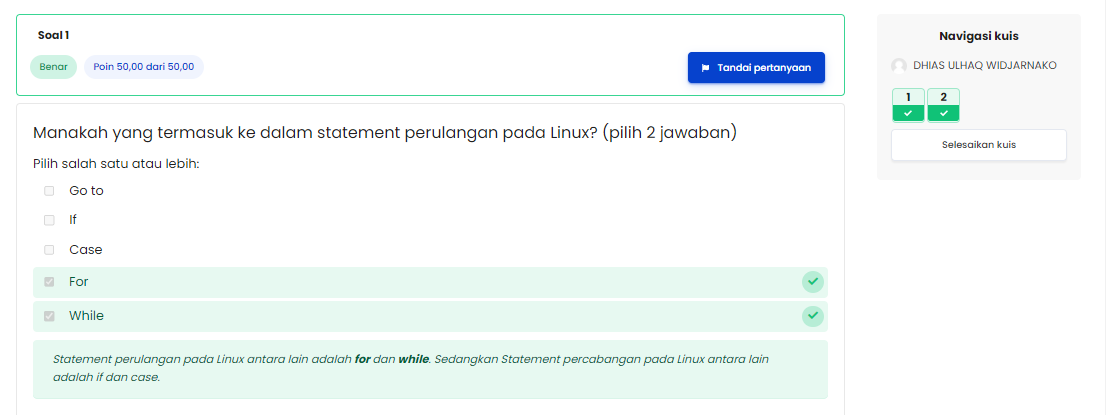 Soal 1
Benar
Poin 50,00 dari 50,00
Tandai pertanyaan
Manakah yang termasuk ke dalam statement perulangan pada Linux? (pilih 2 jawaban)
Pilih salah satu atau lebih:
Go to
If
Case
For
While
Statement perulangan pada Linux antara lain adalah for dan while. Sedangkan Statement percabangan pada Linux antara lain
adalah if dan case.
Navigasi kuis
DHIAS ULHAQ WIDJARNAKO
1 2
Selesaikan kuis